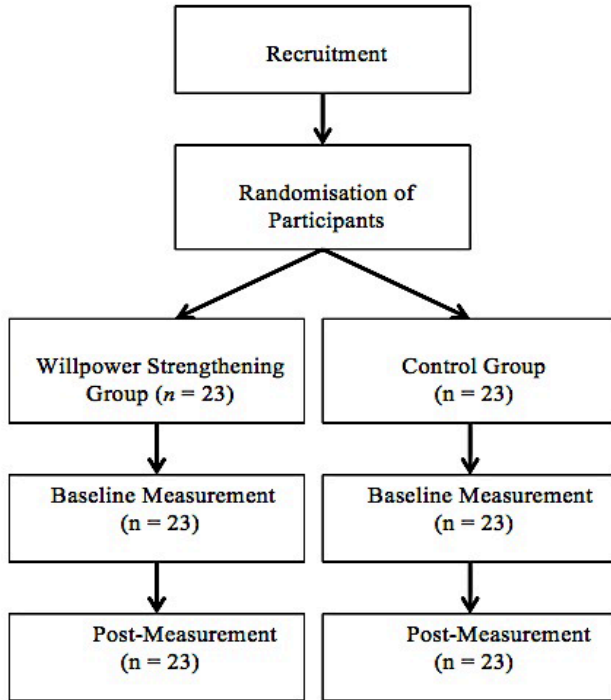 Recruitment
Randomisation of
Participants
Willpower Strengthening
Group (n = 23)
Control Group
(n = 23)
Baseline Measurement
(n = 23)
Baseline Measurement
(n = 23)
Post-Measurement
(n = 23)
Post-Measurement
(n = 23)